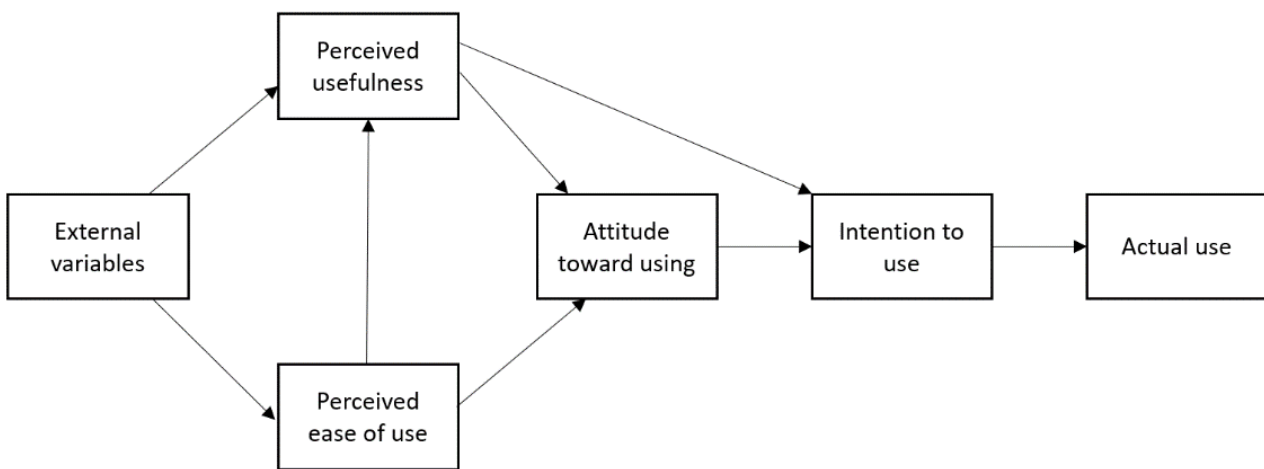 Perceived
usefulness
External
variables
Attitude
toward using
Intention to
use
Actual use
Perceived
ease of use